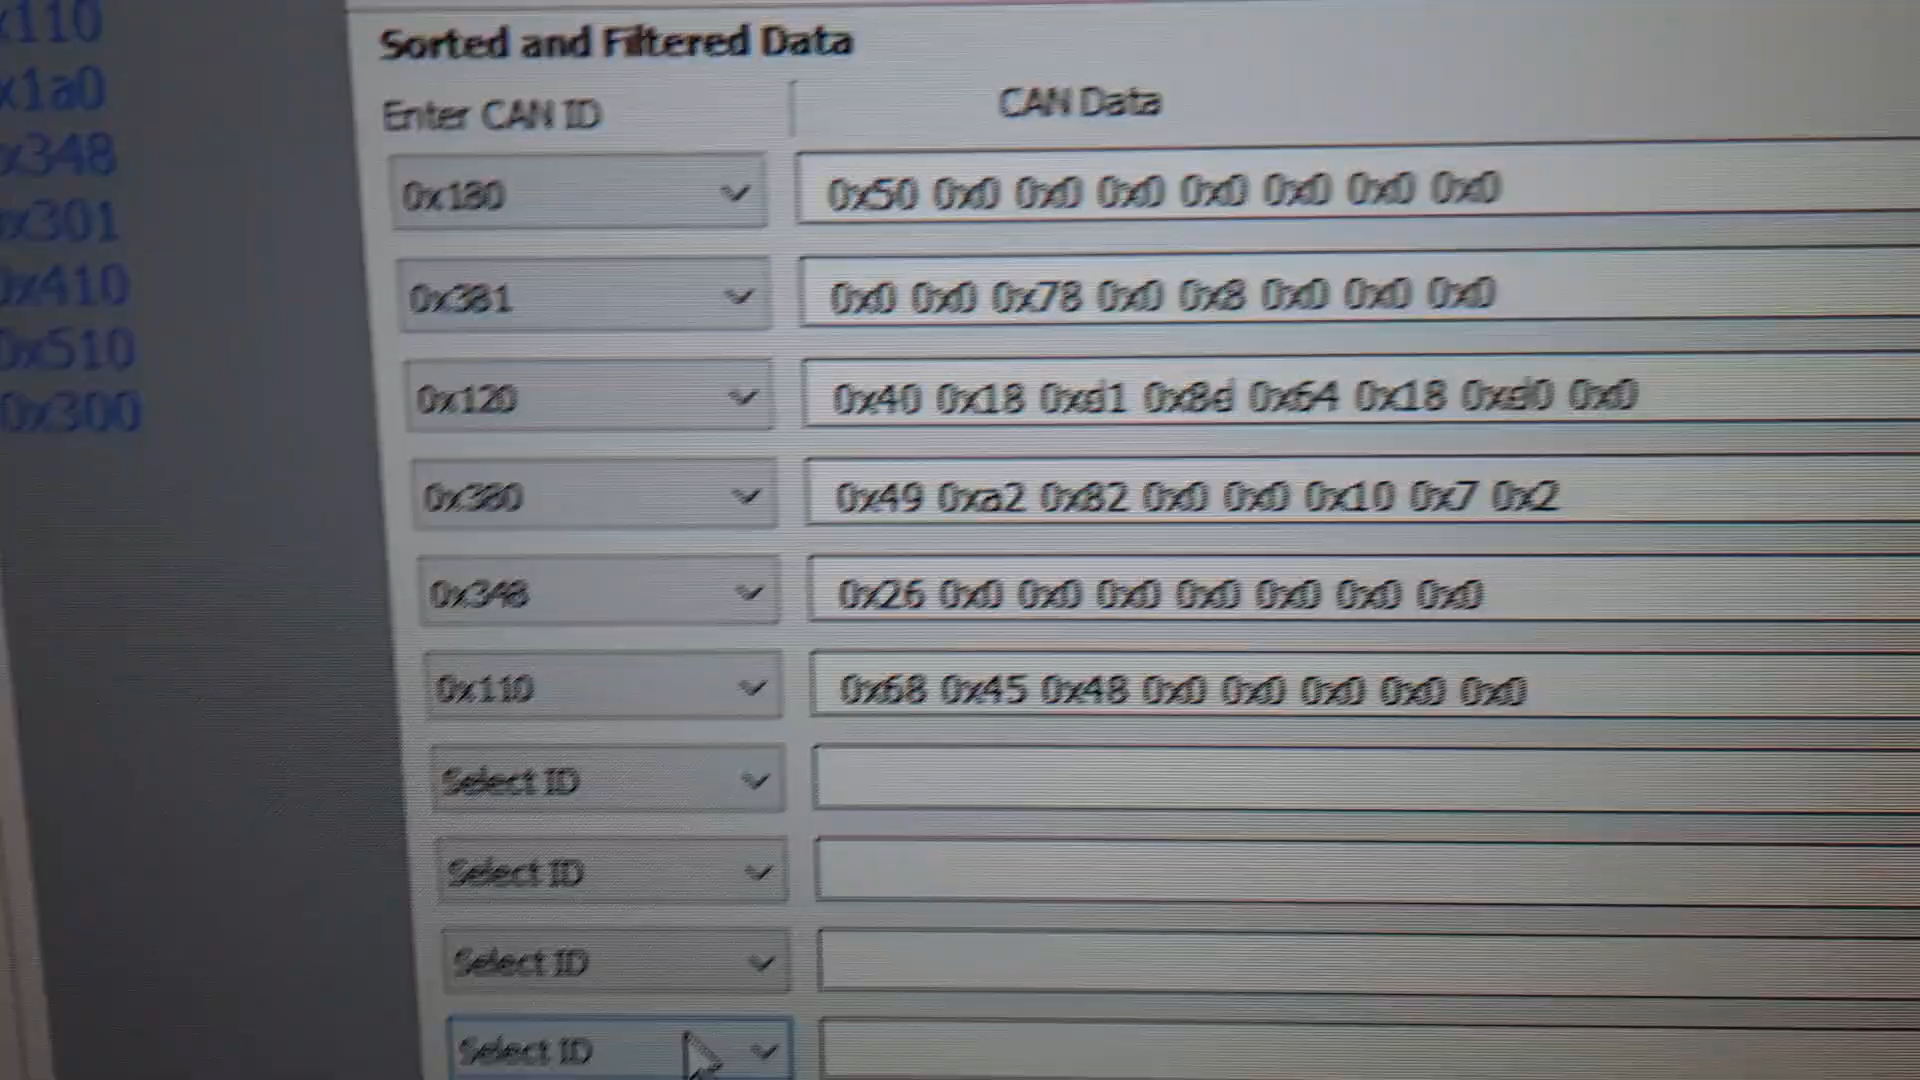 x110
x1a0
x348
0x301
0x410
0x510
0x300
Sorted and Filtered Data
Enter CAN ID
CAN Data
0x180
0x50 0x0 0x0 0x0 0x0 0x0 0x0 0x0
0x381
0x0 0x0 0x78 0x0 0x8 0x0 0x0 0x0
0x120
0x40 0x18 0xd1 0x8d 0x64 0x18 0xd0 0x0
0x380
0x49 0xa2 0x82 0x0 0x0 0x10 0x7 0x2
0x348
0x26 0x0 0x0 0x0 0x0 0x0 0x0 0x0
0x110
0x68 0x45 0x48 0x0 0x0 0x0 0x0 0x0
Select ID
Select ID
Select ID
Select ID